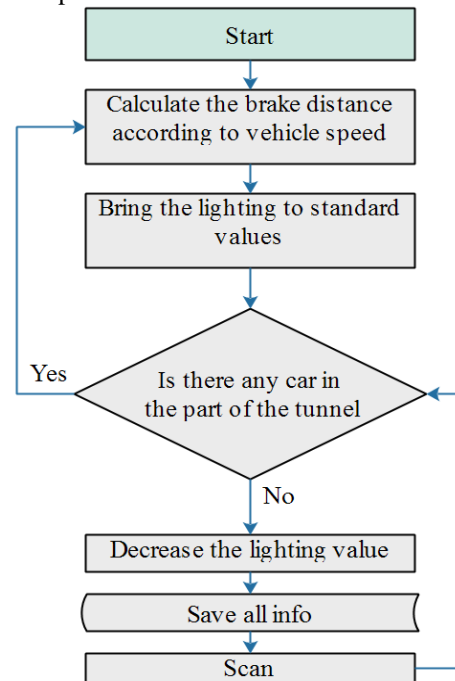 Start
Calculate the brake distance
according to vehicle speed
Bring the lighting to standard
values
Yes
Is there any car in
the part of the tunnel
No
Decrease the lighting value
Save all info
Scan